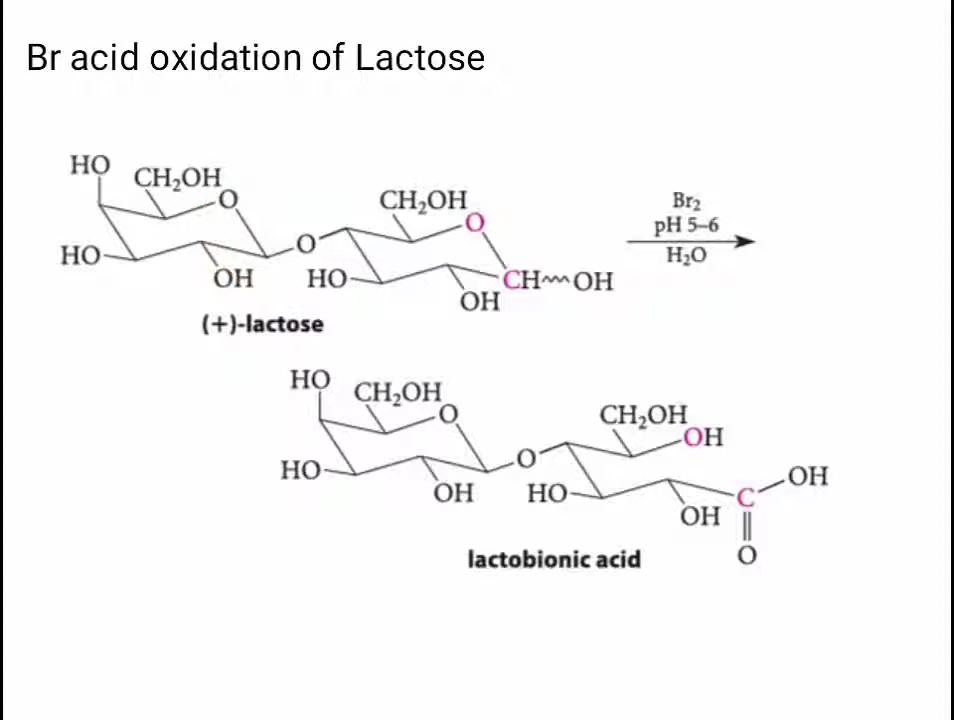 Br acid oxidation of Lactose
HO
CH₂OH
O
HO
OH
O
CH₂OH
O
HO
OH
CH OH
Br₂
pH 5–6
H₂O
(+)-lactose
HO
CH₂OH
O
HO
OH
O
CH₂OH
OH
HO
OH
C
OH
O
lactobionic acid